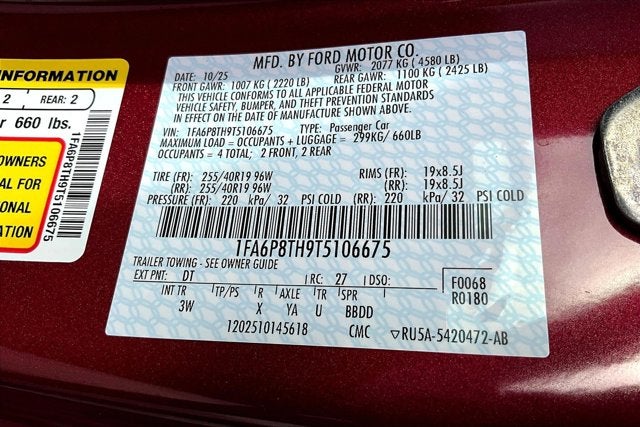 INFORMATION
2 REAR: 2
r 660 lbs.
OWNERS
AL FOR
ONAL
ATION
1FA6P8TH9T5106675
MFD. BY FORD MOTOR CO.
DATE: 10/25 GVWR: 2077 KG ( 4580 LB)
FRONT GAWR: 1007 KG ( 2220 LB) REAR GAWR: 1100 KG ( 2425 LB)
THIS VEHICLE CONFORMS TO ALL APPLICABLE FEDERAL MOTOR
VEHICLE SAFETY, BUMPER, AND THEFT PREVENTION STANDARDS
IN EFFECT ON THE DATE OF MANUFACTURE SHOWN ABOVE.
VIN: 1FA6P8TH9T5106675 TYPE: Passenger Car
MAXIMUM LOAD = OCCUPANTS + LUGGAGE = 299KG/ 660LB
OCCUPANTS = 4 TOTAL; 2 FRONT, 2 REAR
TIRE (FR): 255/40R19 96W RIMS (FR): 19x8.5J
(RR): 255/40R19 96W (RR): 19x8.5J
PRESSURE (FR): 220 kPa/ 32 PSI COLD (RR): 220 kPa/ 32 PSI COLD
1FA6P8TH9T5106675
TRAILER TOWING - SEE OWNER GUIDE
EXT PNT: DT RC: 27 DSO: F0068
INT TR TP/PS R AXLE TR SPR R0180
3W X YA U BBDD
1202510145618 CMC RU5A-5420472-AB